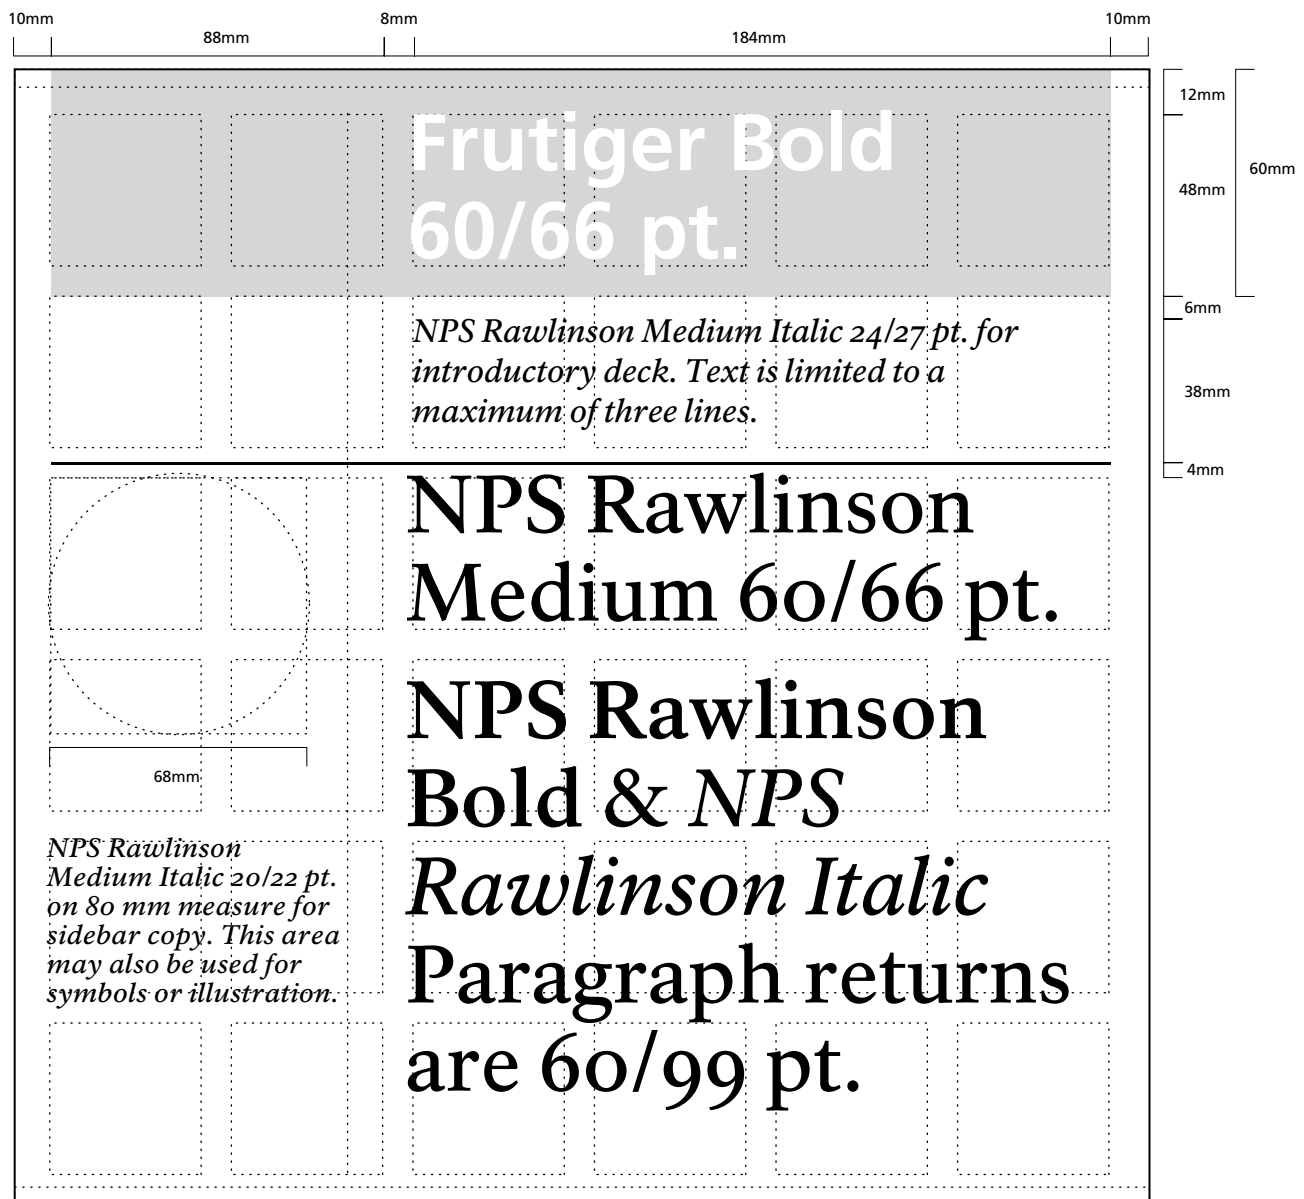 10mm
8mm
10mm
88mm
184mm
12mm
Frutiger Bold
60mm
48mm
60/66 pt.
6mm
NPS Rawlinson Medium Italic 24/27 pt. for
introductory deck. Text is limited to a
maximum of three lines.
38mm
4mm
NPS Rawlinson
Medium 60/66 pt.
NPS Rawlinson
Bold & NPS
Rawlinson Italic
Paragraph returns
are 60/99 pt.
68mm
NPS Rawlinson
Medium Italic 20/22 pt.
on 80 mm measure for
sidebar copy. This area
may also be used for
symbols or illustration.